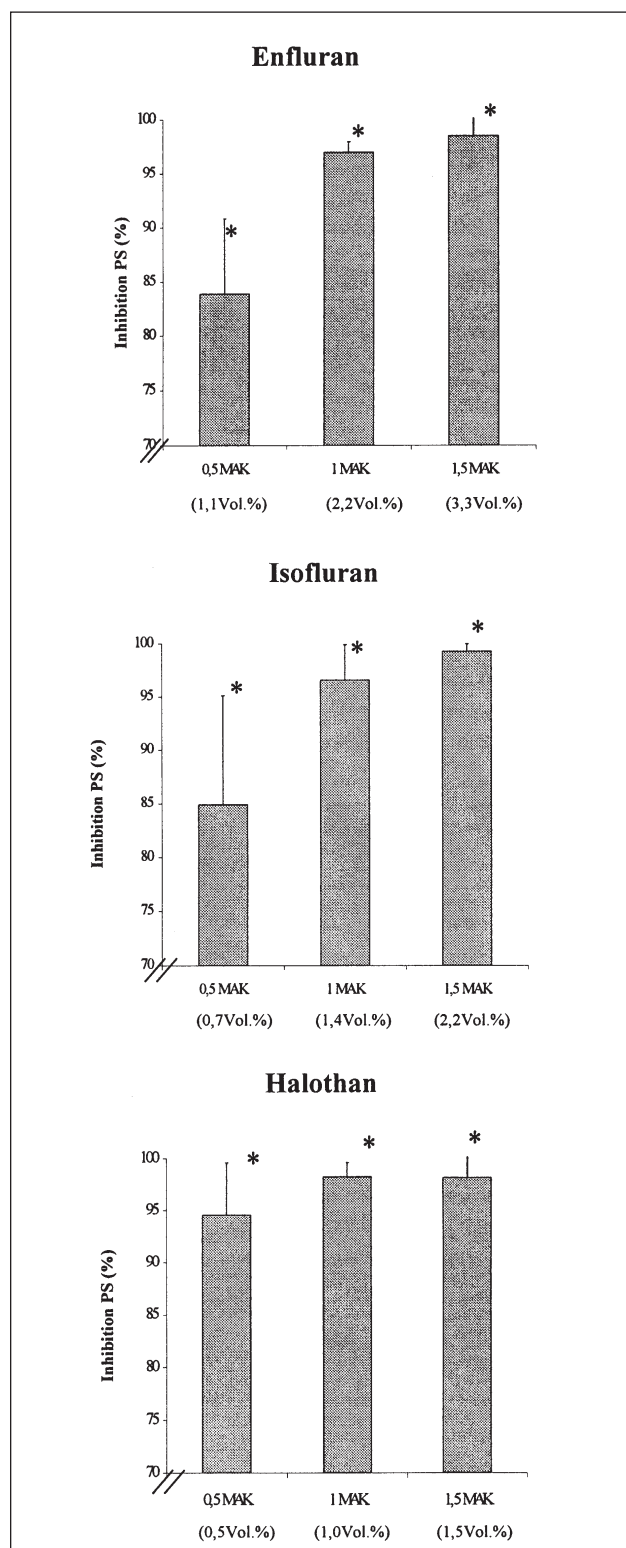 Enfluran
*
*
*
Inhibition PS (%)
100
95
90
85
80
75
70
0,5 MAK 1 MAK 1,5 MAK
(1,1Vol.%) (2,2Vol.%) (3,3Vol.%)
Isofluran
*
*
*
Inhibition PS (%)
100
95
90
85
80
75
70
0,5 MAK 1 MAK 1,5 MAK
(0,7Vol.%) (1,4Vol.%) (2,2Vol.%)
Halothan
*
*
*
Inhibition PS (%)
100
95
90
85
80
75
70
0,5 MAK 1 MAK 1,5 MAK
(0,5Vol.%) (1,0Vol.%) (1,5Vol.%)